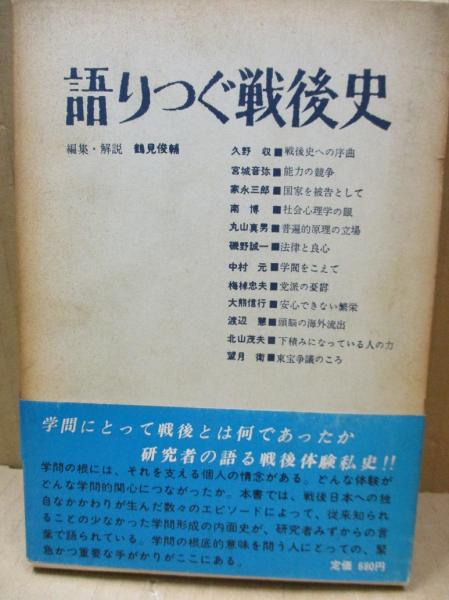 語りつぐ戦後史
編集・解説 鶴見俊輔
久野 収■戦後史への序曲
宮城音弥■能力の競争
家永三郎■国家を被告として
南 博■社会心理学の眼
丸山真男■普遍的原理の立場
磯野誠一■法律と良心
中村 元■学閥をこえて
梅棹忠夫■党派の憂鬱
大熊信行■安心できない繁栄
渡辺 慧■頭脳の海外流出
北山茂夫■下積みになっている人の力
望月 衛■東宝争議のころ
学問にとって戦後とは何であったか
研究者の語る戦後体験私史!!
学問の根には、それを支える個人の情念がある。どんな体験が
どんな学問的関心につながったか。本書では、戦後日本への独
自なかかわりが生んだ数々のエピソードによって、従来知られ
ることの少なかった学問形成の内面史が、研究者みずからの言
葉で語られている。学問の根底的意味を問う人にとっての、緊
急かつ重要な手がかりがここにある。
定価 680円